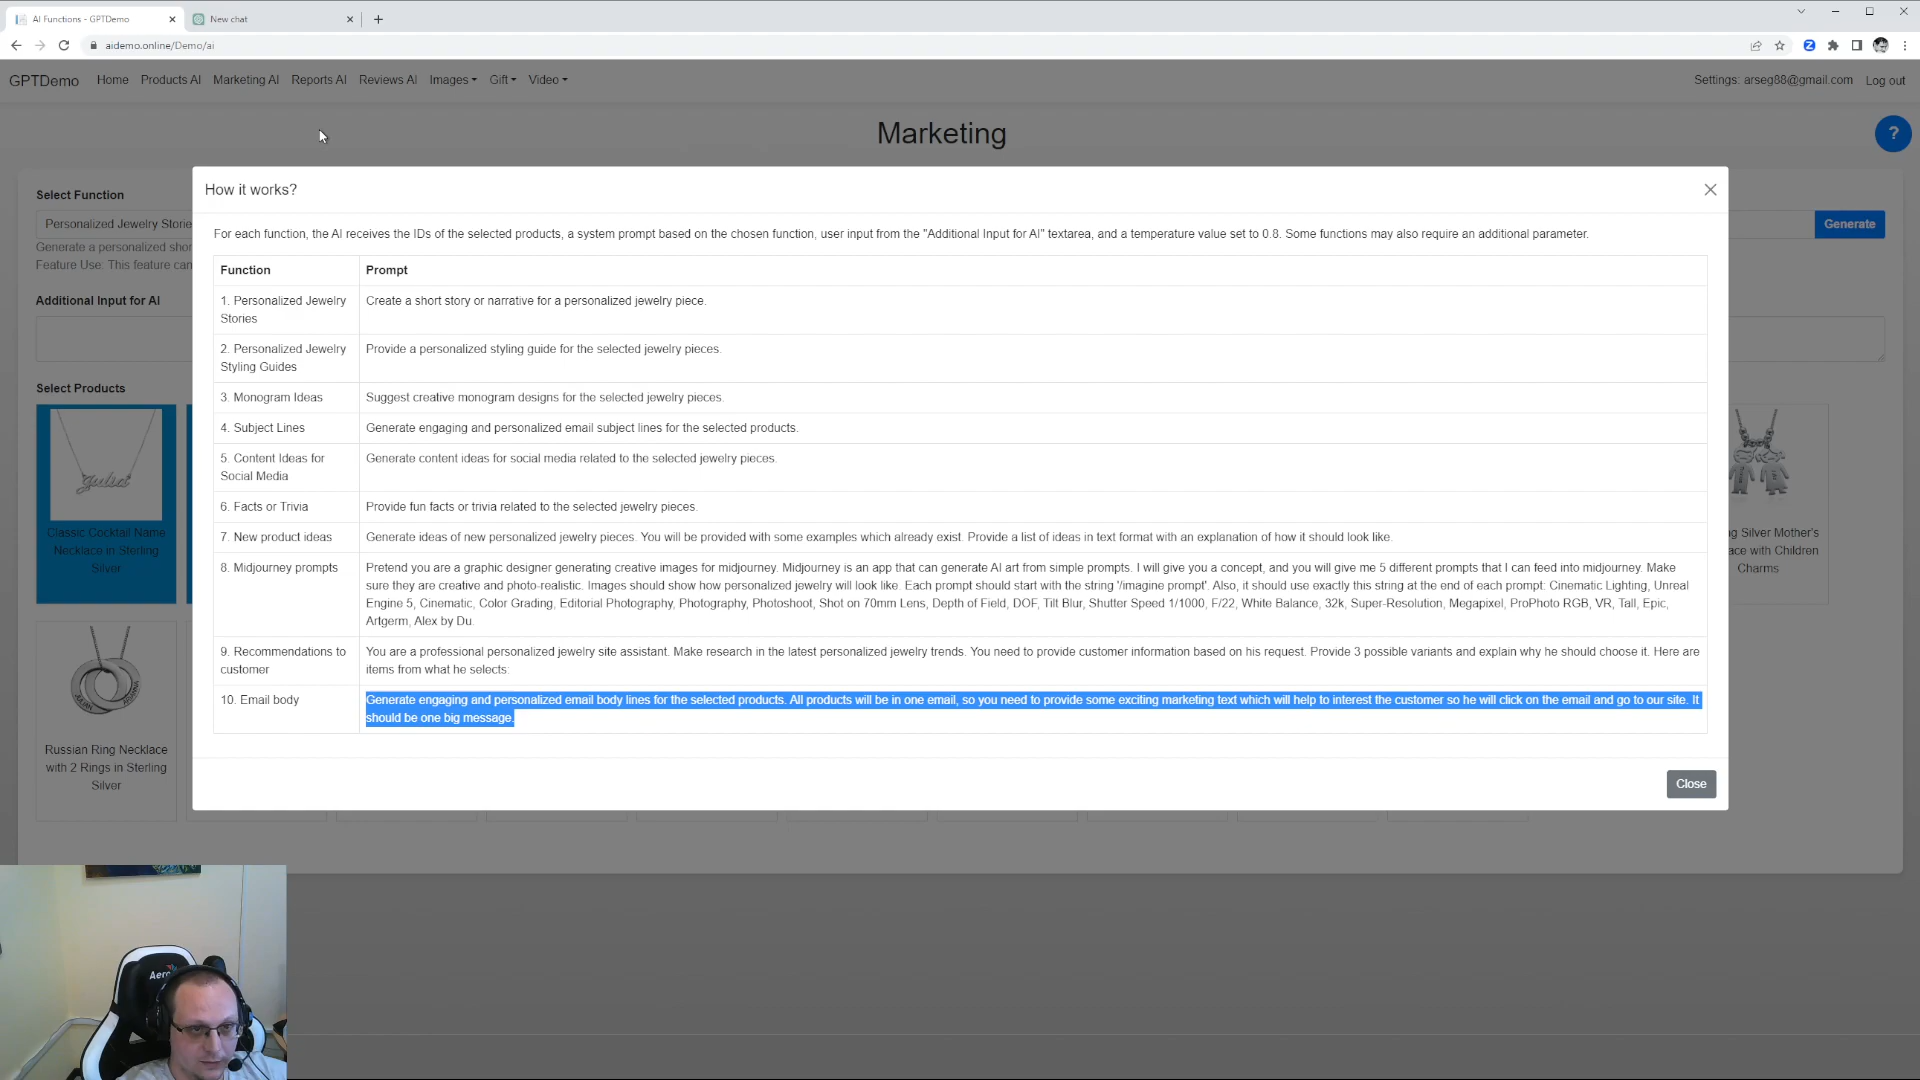 AI Functions - GPTDemo
New chat
aidemo.online/Demo/ai
GPTDemo Home Products AI Marketing AI Reports AI Reviews AI Images Gift Video Settings: arseg88@gmail.com Log out
Marketing
?
Select Function
Personalized Jewelry Storie
Generate
Generate a personalized shor
Feature Use: This feature can
Additional Input for AI
Select Products
Classic Cocktail Name
Necklace in Sterling
Silver
g Silver Mother's
ace with Children
Charms
Russian Ring Necklace
with 2 Rings in Sterling
Silver
How it works?
For each function, the AI receives the IDs of the selected products, a system prompt based on the chosen function, user input from the "Additional Input for AI" textarea, and a temperature value set to 0.8. Some functions may also require an additional parameter.
Function Prompt
1. Personalized Jewelry
Stories
Create a short story or narrative for a personalized jewelry piece.
2. Personalized Jewelry
Styling Guides
Provide a personalized styling guide for the selected jewelry pieces.
3. Monogram Ideas
Suggest creative monogram designs for the selected jewelry pieces.
4. Subject Lines
Generate engaging and personalized email subject lines for the selected products.
5. Content Ideas for
Social Media
Generate content ideas for social media related to the selected jewelry pieces.
6. Facts or Trivia
Provide fun facts or trivia related to the selected jewelry pieces.
7. New product ideas
Generate ideas of new personalized jewelry pieces. You will be provided with some examples which already exist. Provide a list of ideas in text format with an explanation of how it should look like.
8. Midjourney prompts
Pretend you are a graphic designer generating creative images for midjourney. Midjourney is an app that can generate AI art from simple prompts. I will give you a concept, and you will give me 5 different prompts that I can feed into midjourney. Make
sure they are creative and photo-realistic. Images should show how personalized jewelry will look like. Each prompt should start with the string '/imagine prompt'. Also, it should use exactly this string at the end of each prompt: Cinematic Lighting, Unreal
Engine 5, Cinematic, Color Grading, Editorial Photography, Photography, Photoshoot, Shot on 70mm Lens, Depth of Field, DOF, Tilt Blur, Shutter Speed 1/1000, F/22, White Balance, 32k, Super-Resolution, Megapixel, ProPhoto RGB, VR, Tall, Epic,
Artgerm, Alex by Du.
9. Recommendations to
customer
You are a professional personalized jewelry site assistant. Make research in the latest personalized jewelry trends. You need to provide customer information based on his request. Provide 3 possible variants and explain why he should choose it. Here are
items from what he selects:
10. Email body
Generate engaging and personalized email body lines for the selected products. All products will be in one email, so you need to provide some exciting marketing text which will help to interest the customer so he will click on the email and go to our site. It
should be one big message.
Close
Aero